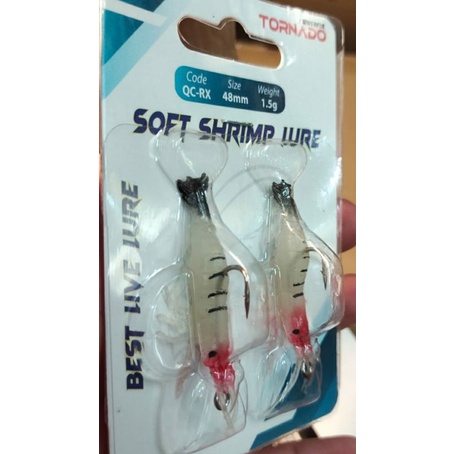 TORNADO
Code Size Weight
QC-RX 48mm 1.5g
SOFT SHRIMP LURE
BEST LIVE LURE